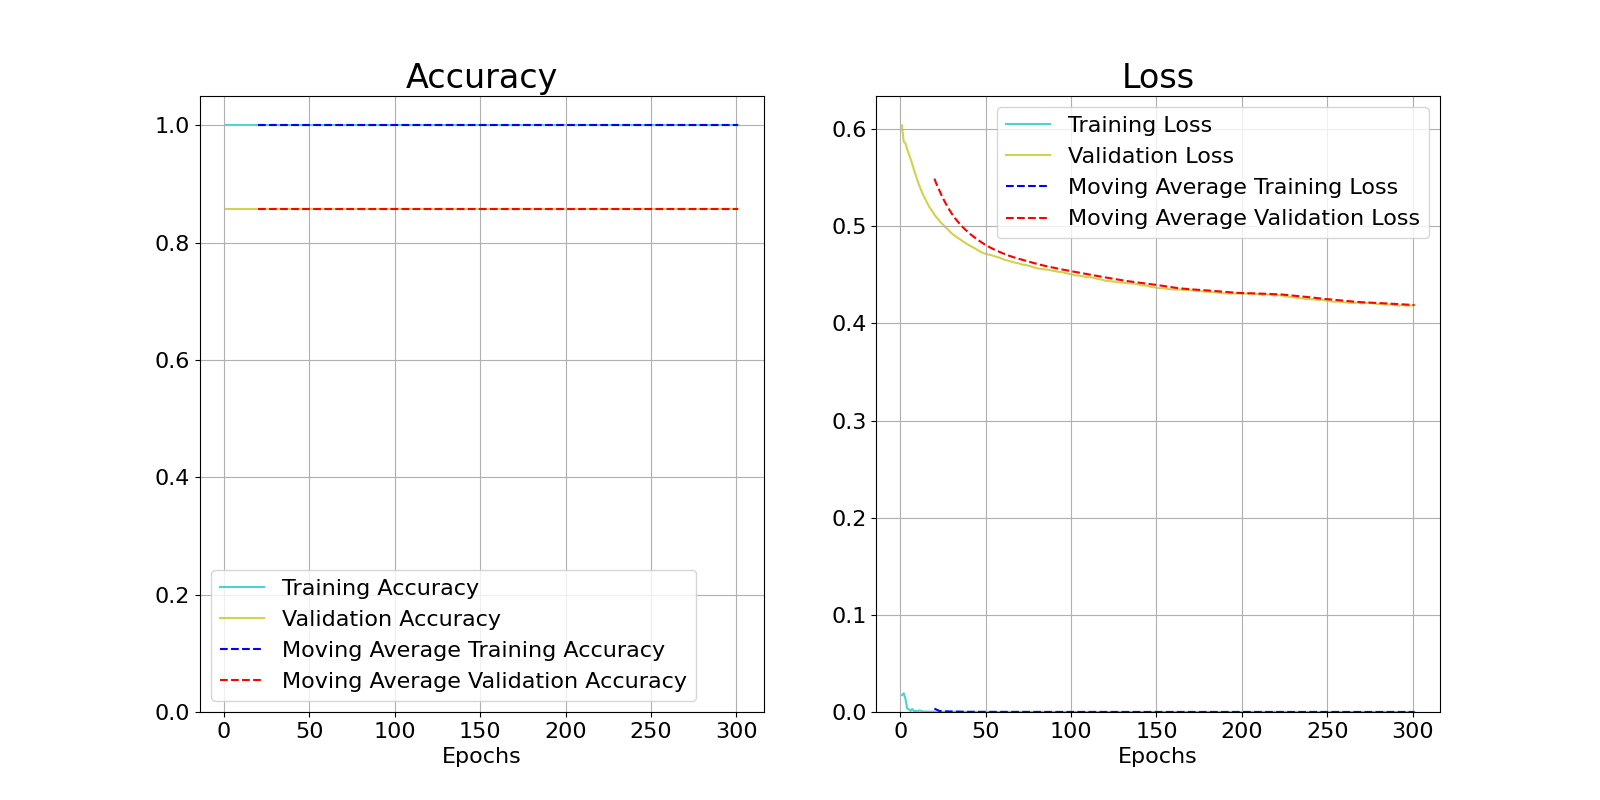 Accuracy
1.0
0.8
0.6
0.4
0.2
0.0
Training Accuracy
Validation Accuracy
Moving Average Training Accuracy
Moving Average Validation Accuracy
0 50 100 150 200 250 300
Epochs
Loss
0.6
0.5
0.4
0.3
0.2
0.1
0.0
Training Loss
Validation Loss
Moving Average Training Loss
Moving Average Validation Loss
0 50 100 150 200 250 300
Epochs